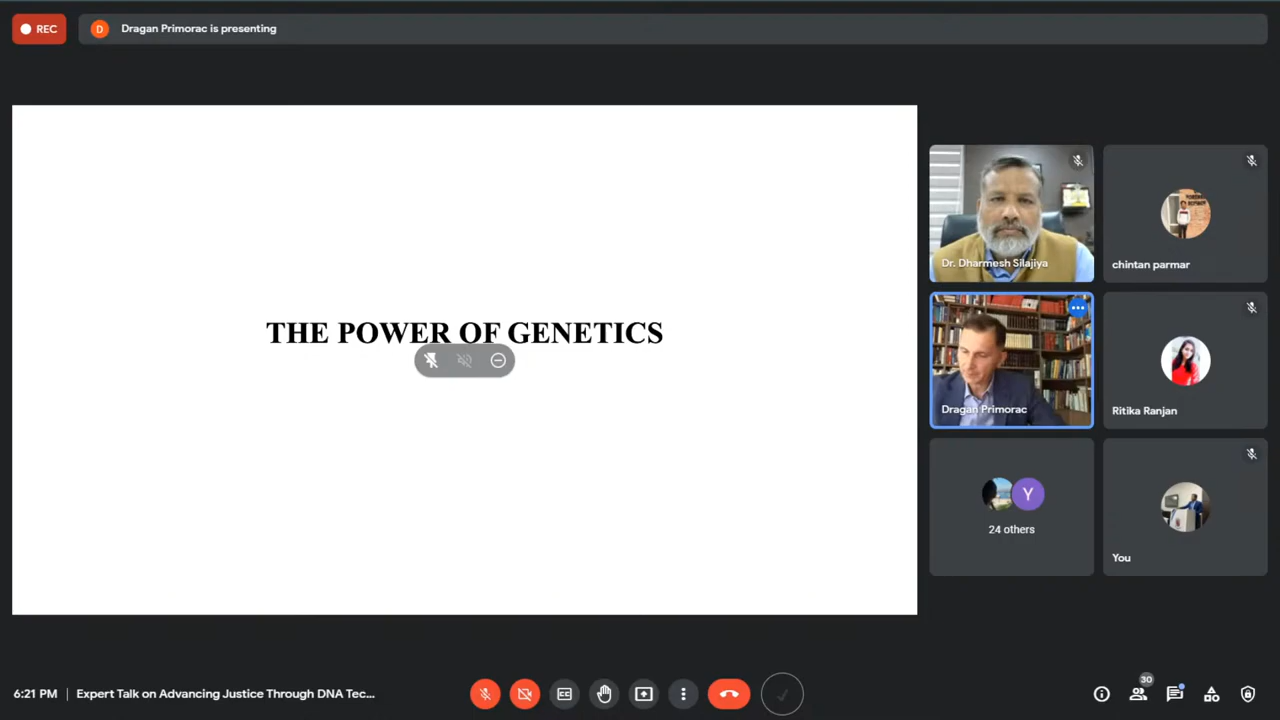 REC
D
Dragan Primorac is presenting
THE POWER OF GENETICS
Dr. Dharmesh Silajiya
chintan parmar
Dragan Primorac
Ritika Ranjan
Y
24 others
You
6:21 PM | Expert Talk on Advancing Justice Through DNA Tec...
CC
30